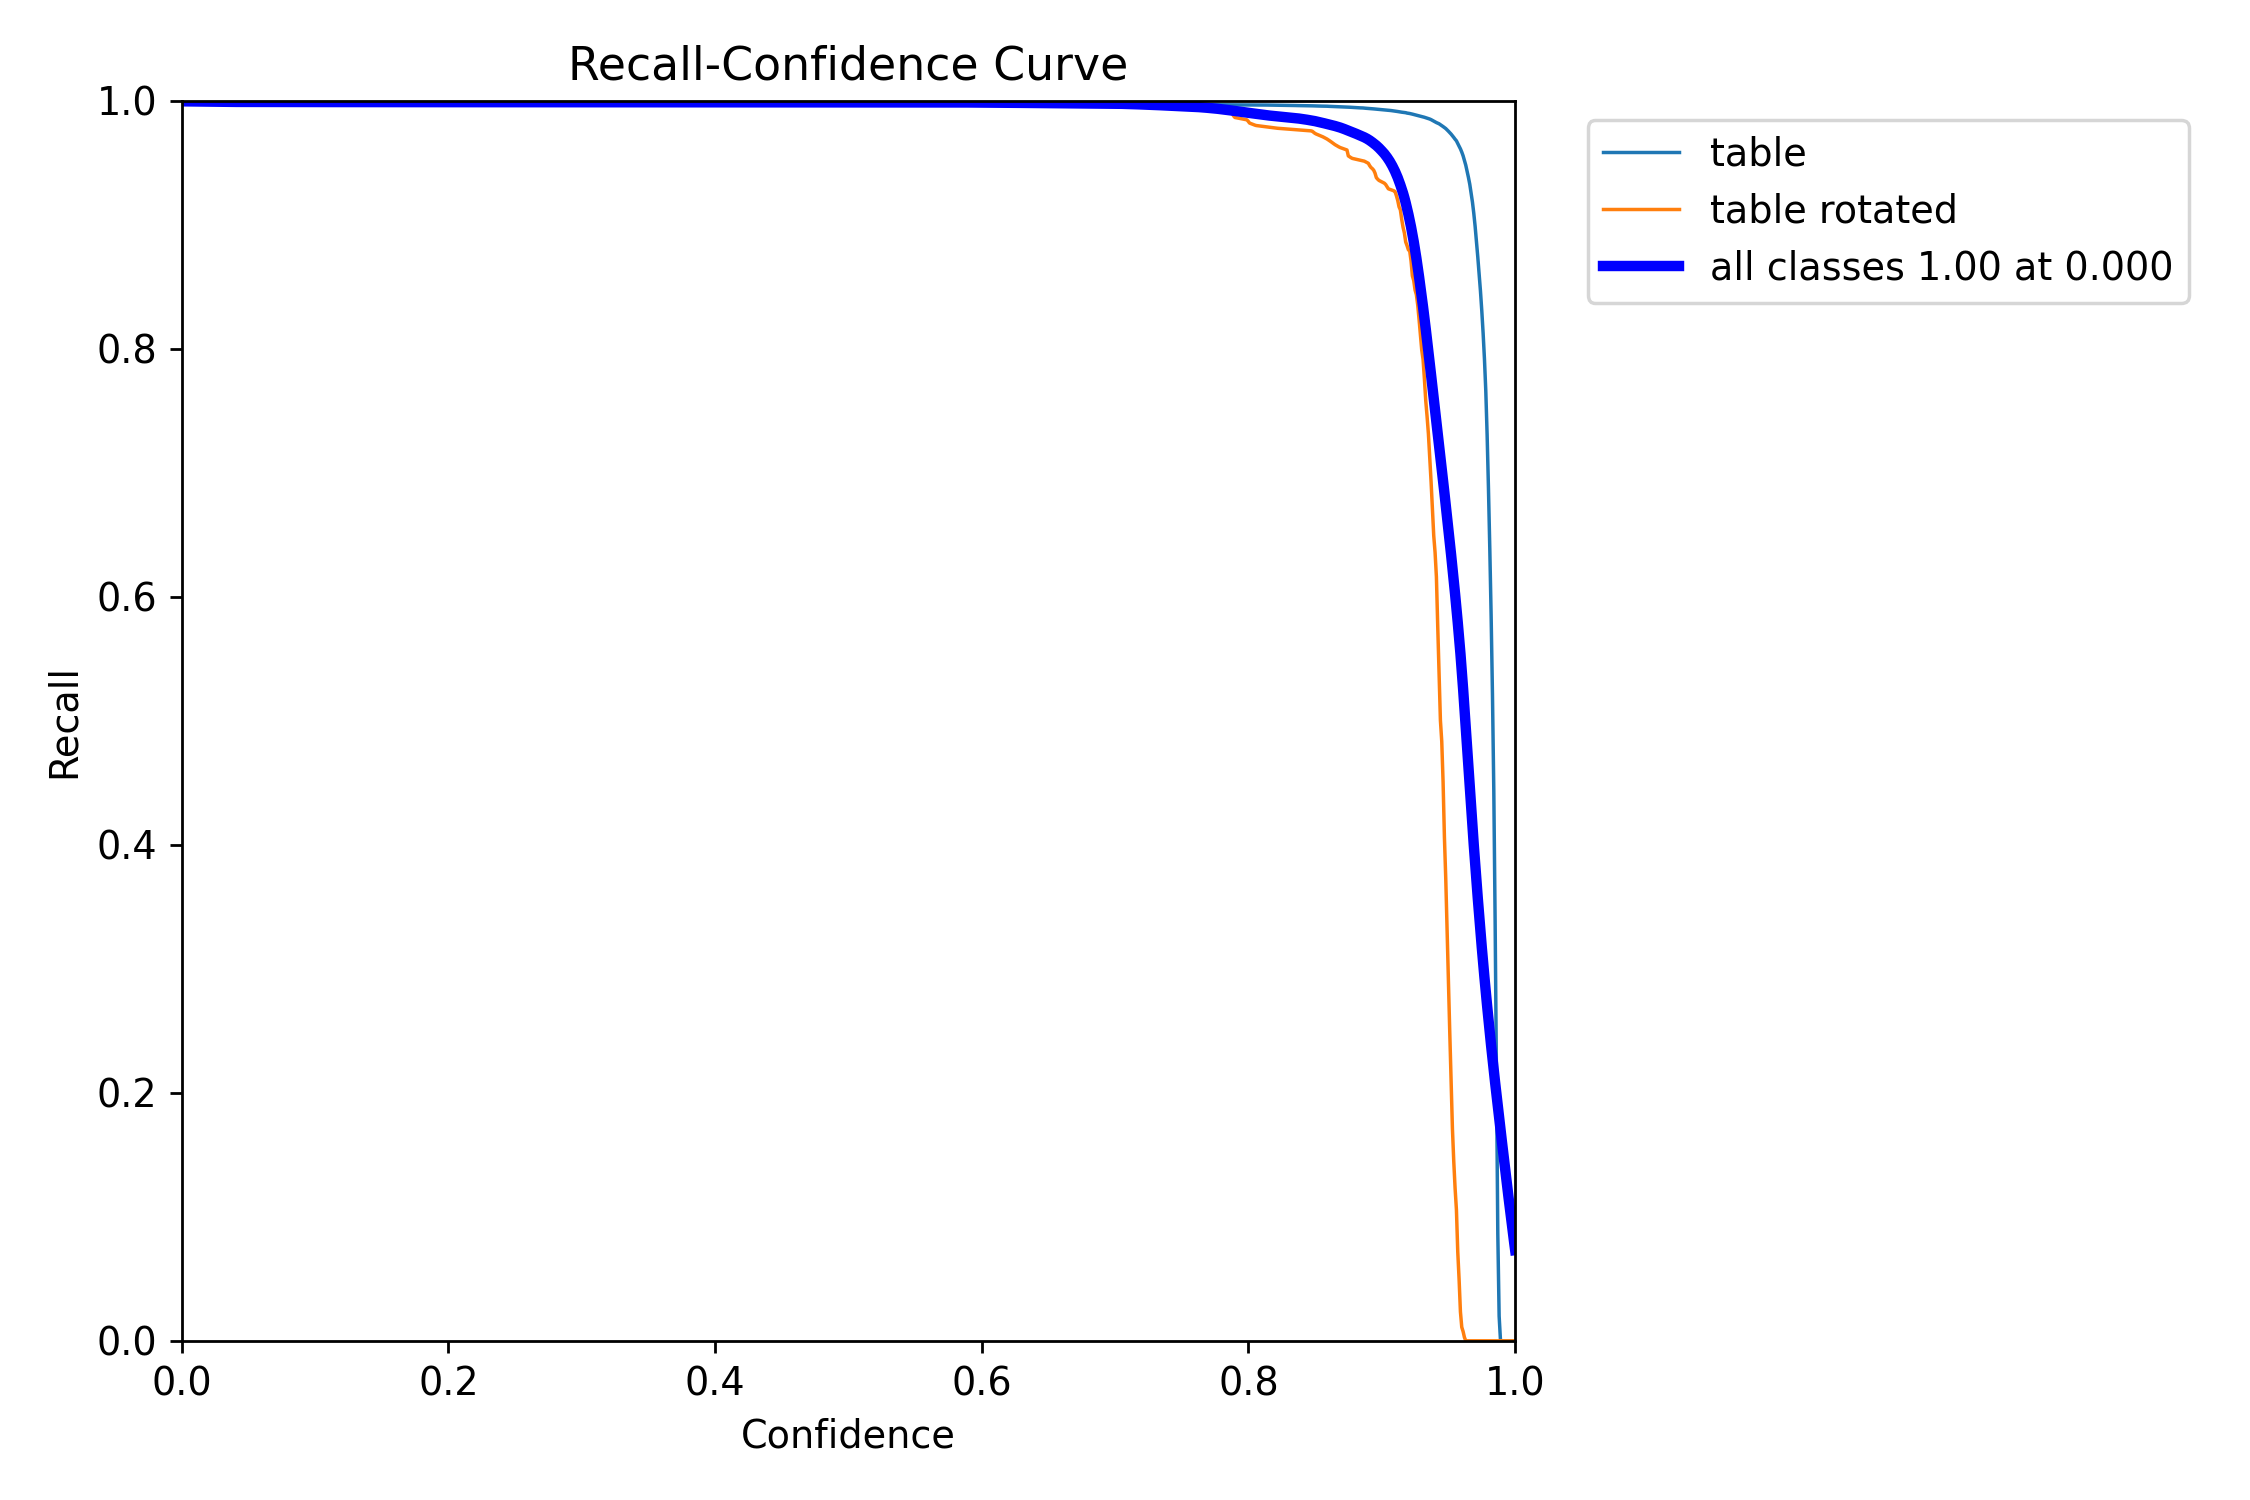 Recall-Confidence Curve
1.0
0.8
0.6
0.4
0.2
0.0
Recall
0.0 0.2 0.4 0.6 0.8 1.0
Confidence
table
table rotated
all classes 1.00 at 0.000